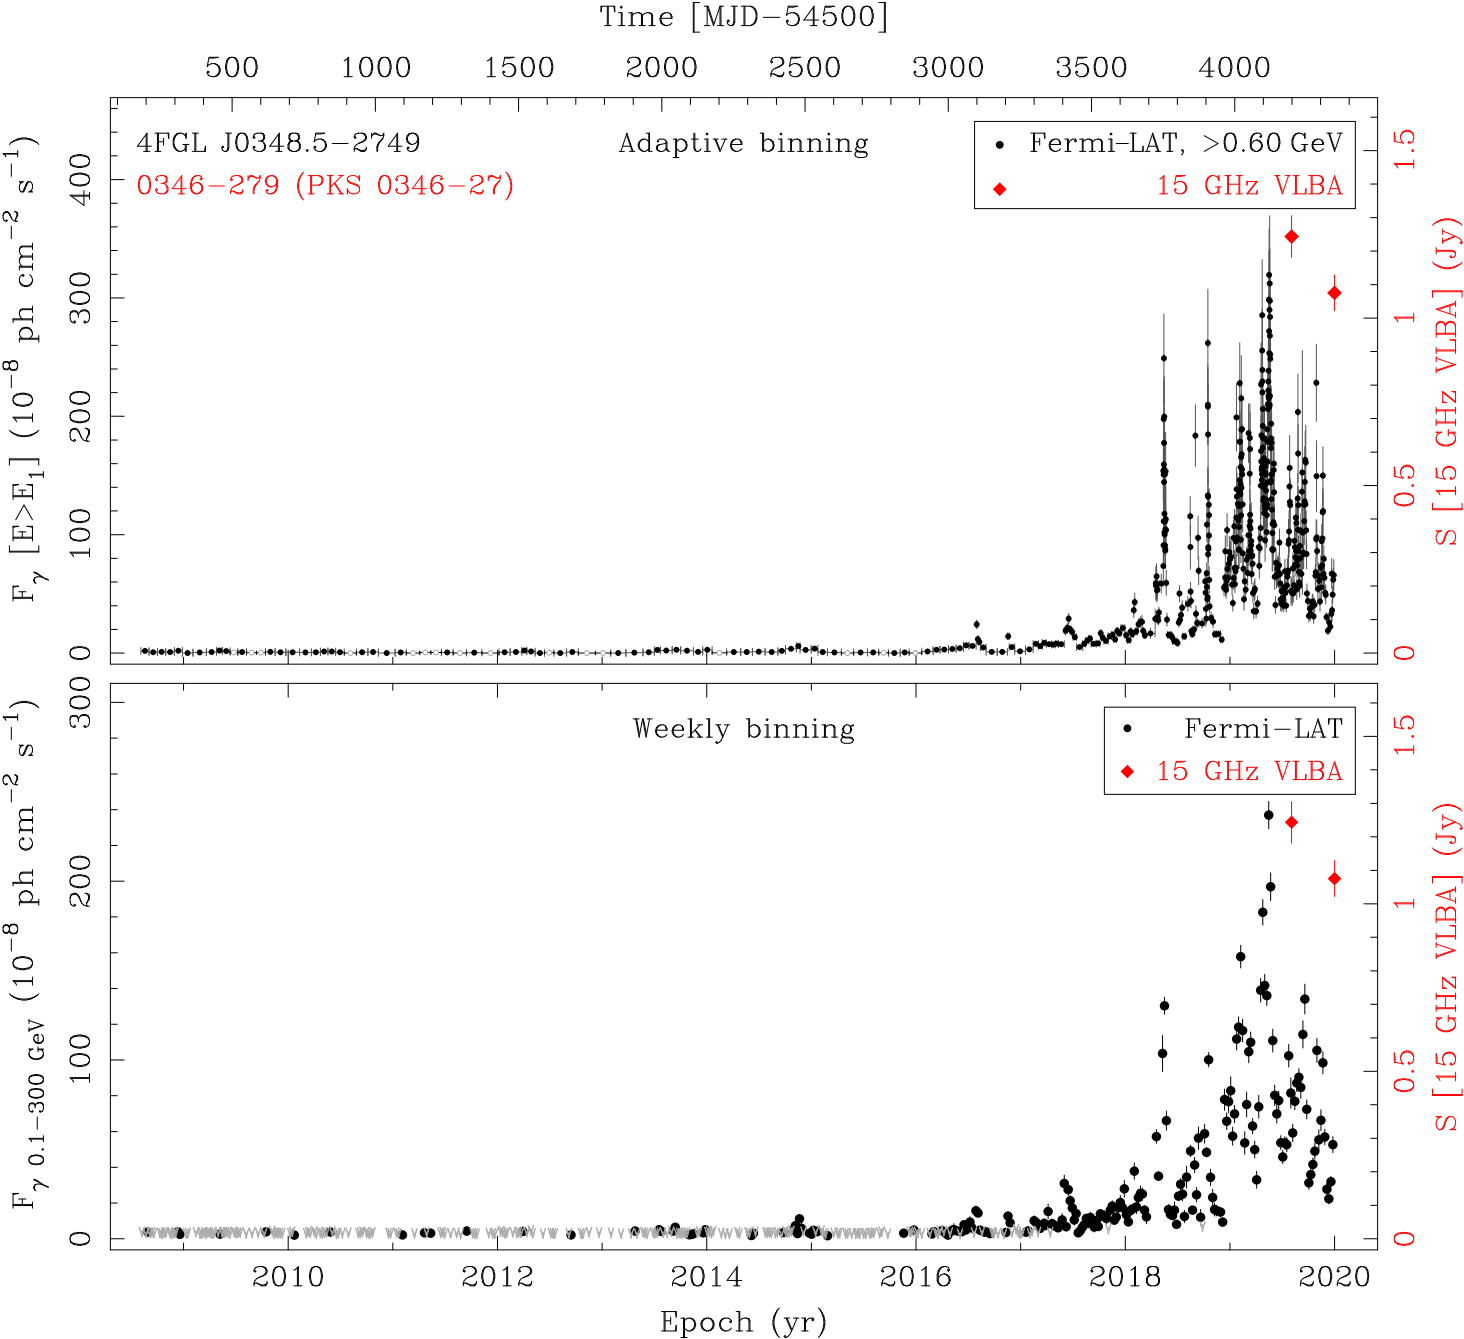 Time [MJD−54500]
500 1000 1500 2000 2500 3000 3500 4000
4FGL J0348.5−2749
0346−279 (PKS 0346−27)
Adaptive binning
Fermi−LAT, >0.60 GeV
15 GHz VLBA
F_γ [E>E_1] (10^−8 ph cm^−2 s^−1)
400
300
200
100
0
1.5
1
0.5
0
S [15 GHz VLBA] (Jy)
Weekly binning
Fermi−LAT
15 GHz VLBA
F_γ 0.1−300 GeV (10^−8 ph cm^−2 s^−1)
300
200
100
0
1.5
1
0.5
0
S [15 GHz VLBA] (Jy)
2010 2012 2014 2016 2018 2020
Epoch (yr)